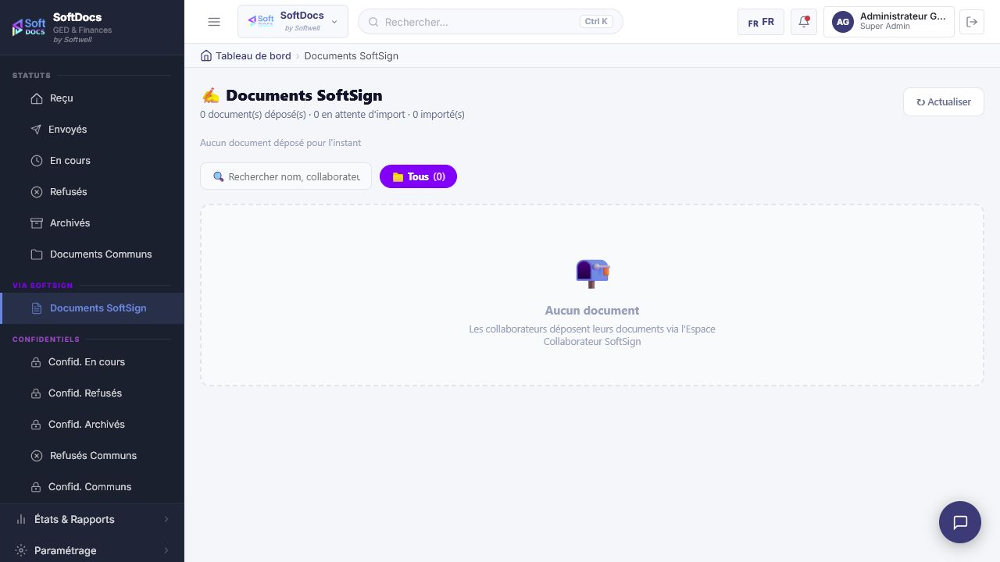 Soft
DOCS
SoftDocs
GED & Finances
by Softwell
STATUTS
Reçu
Envoyés
En cours
Refusés
Archivés
Documents Communs
VIA SOFTSIGN
Documents SoftSign
CONFIDENTIELS
Confid. En cours
Confid. Refusés
Confid. Archivés
Refusés Communs
Confid. Communs
États & Rapports
Paramétrage
Soft
DOCS
SoftDocs
by Softwell
Rechercher...
Ctrl K
FR FR
AG
Administrateur G...
Super Admin
Tableau de bord › Documents SoftSign
✍️ Documents SoftSign
0 document(s) déposé(s) · 0 en attente d'import · 0 importé(s)
↻ Actualiser
Aucun document déposé pour l'instant
🔍 Rechercher nom, collaborateu
📁 Tous (0)
Aucun document
Les collaborateurs déposent leurs documents via l'Espace
Collaborateur SoftSign